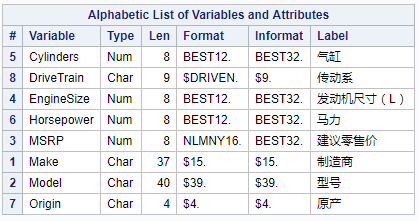 Alphabetic List of Variables and Attributes
# Variable Type Len Format Informat Label
5 Cylinders Num 8 BEST12. BEST32. 气缸
8 DriveTrain Char 9 $DRIVEN. $9. 传动系
4 EngineSize Num 8 BEST12. BEST32. 发动机尺寸（L）
6 Horsepower Num 8 BEST12. BEST32. 马力
3 MSRP Num 8 NLMNY16. BEST32. 建议零售价
1 Make Char 37 $15. $15. 制造商
2 Model Char 40 $39. $39. 型号
7 Origin Char 4 $4. $4. 原产